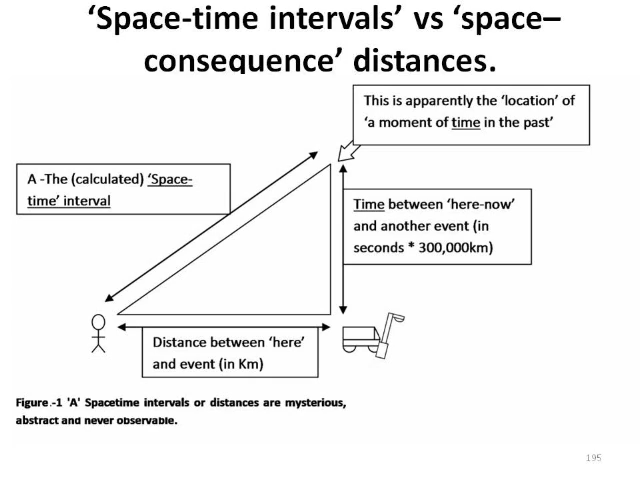 ‘Space-time intervals’ vs ‘space–
consequence’ distances.
This is apparently the ‘location’ of
‘a moment of time in the past’
A -The (calculated) ‘Space-
time’ interval
Time between ‘here-now’
and another event (in
seconds * 300,000km)
Distance between ‘here’
and event (in Km)
Figure.-1 'A' Spacetime intervals or distances are mysterious,
abstract and never observable.
195